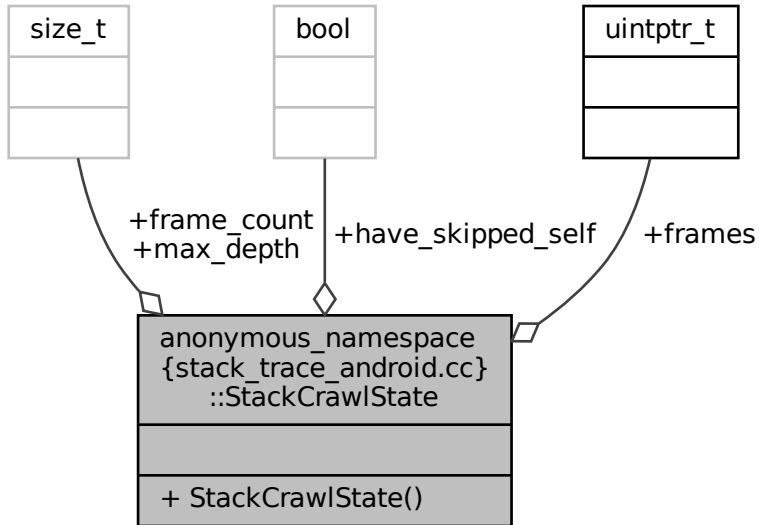 size_t
bool
uintptr_t
+frame_count
+max_depth
+have_skipped_self
+frames
anonymous_namespace
{stack_trace_android.cc}
::StackCrawlState
+ StackCrawlState()